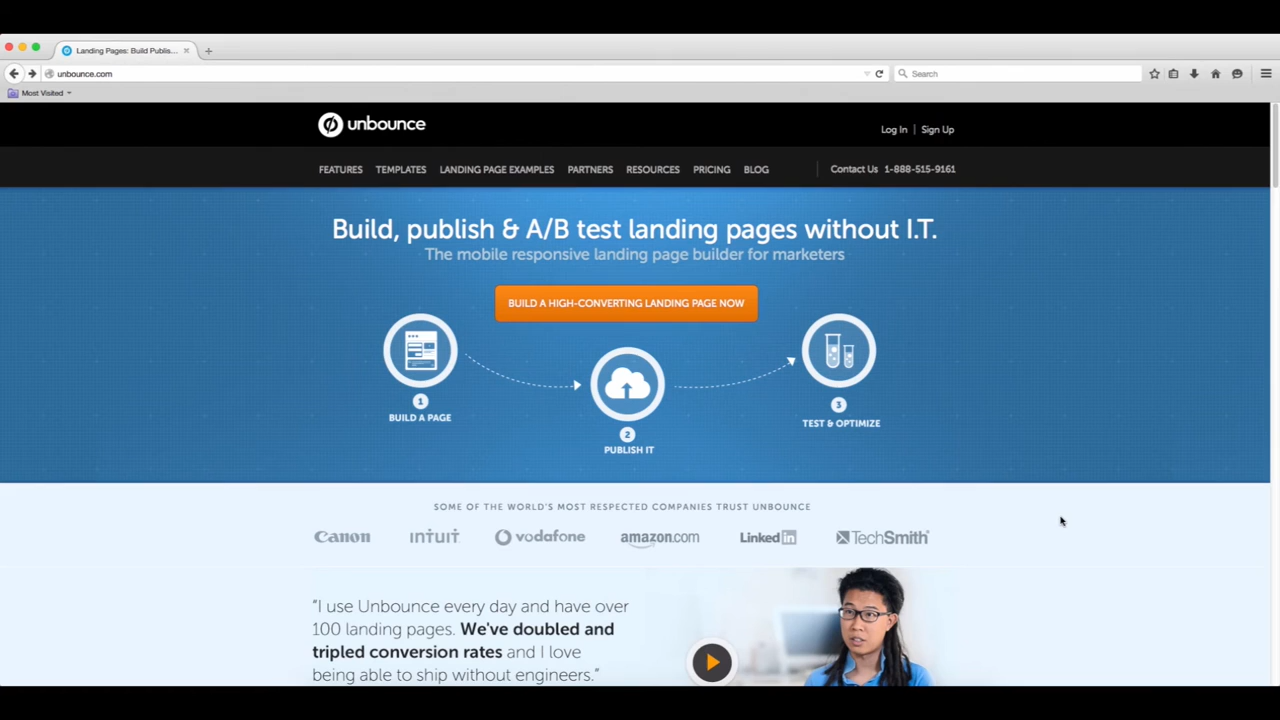 Landing Pages: Build Publis...
unbounce.com
Search
Most Visited
unbounce
Log In | Sign Up
FEATURES TEMPLATES LANDING PAGE EXAMPLES PARTNERS RESOURCES PRICING BLOG Contact Us 1-888-515-9161
Build, publish & A/B test landing pages without I.T.
The mobile responsive landing page builder for marketers
BUILD A HIGH-CONVERTING LANDING PAGE NOW
1
BUILD A PAGE
2
PUBLISH IT
3
TEST & OPTIMIZE
SOME OF THE WORLD'S MOST RESPECTED COMPANIES TRUST UNBOUNCE
Canon intuit vodafone amazon.com Linked in TechSmith
"I use Unbounce every day and have over
100 landing pages. We've doubled and
tripled conversion rates and I love
being able to ship without engineers."